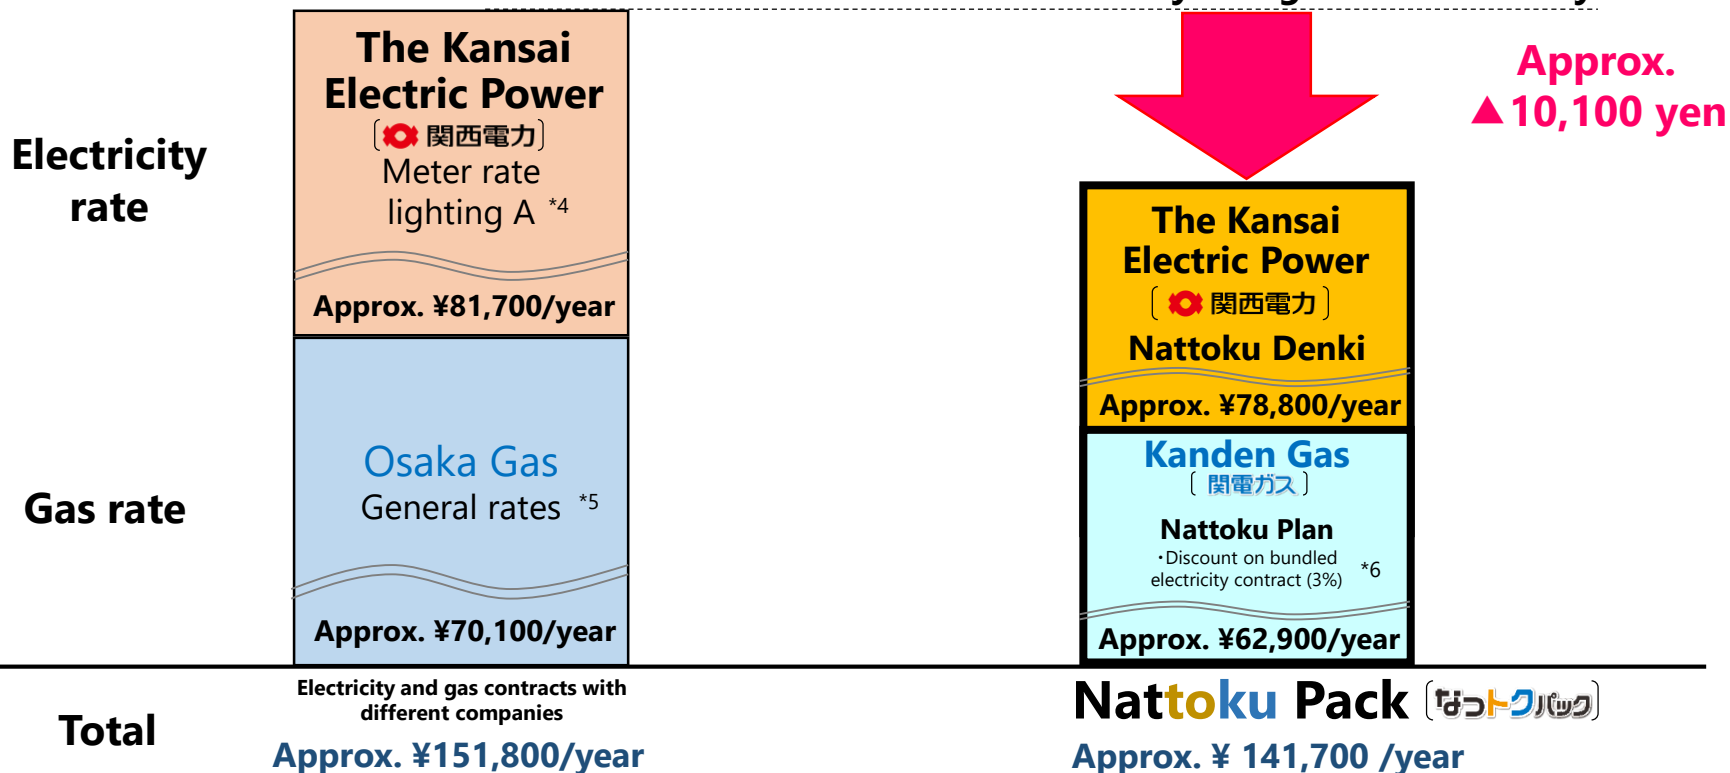 Approx.
▲10,100 yen
Electricity
rate
The Kansai
Electric Power
[関西電力]
Meter rate
lighting A *4
Approx. ¥81,700/year
The Kansai
Electric Power
[関西電力]
Nattoku Denki
Approx. ¥78,800/year
Gas rate
Osaka Gas
General rates *5
Approx. ¥70,100/year
Kanden Gas
[関電ガス]
Nattoku Plan
・Discount on bundled
electricity contract (3%) *6
Approx. ¥62,900/year
Total
Electricity and gas contracts with
different companies
Approx. ¥151,800/year
Nattoku Pack [なっトクパック]
Approx. ¥ 141,700 /year